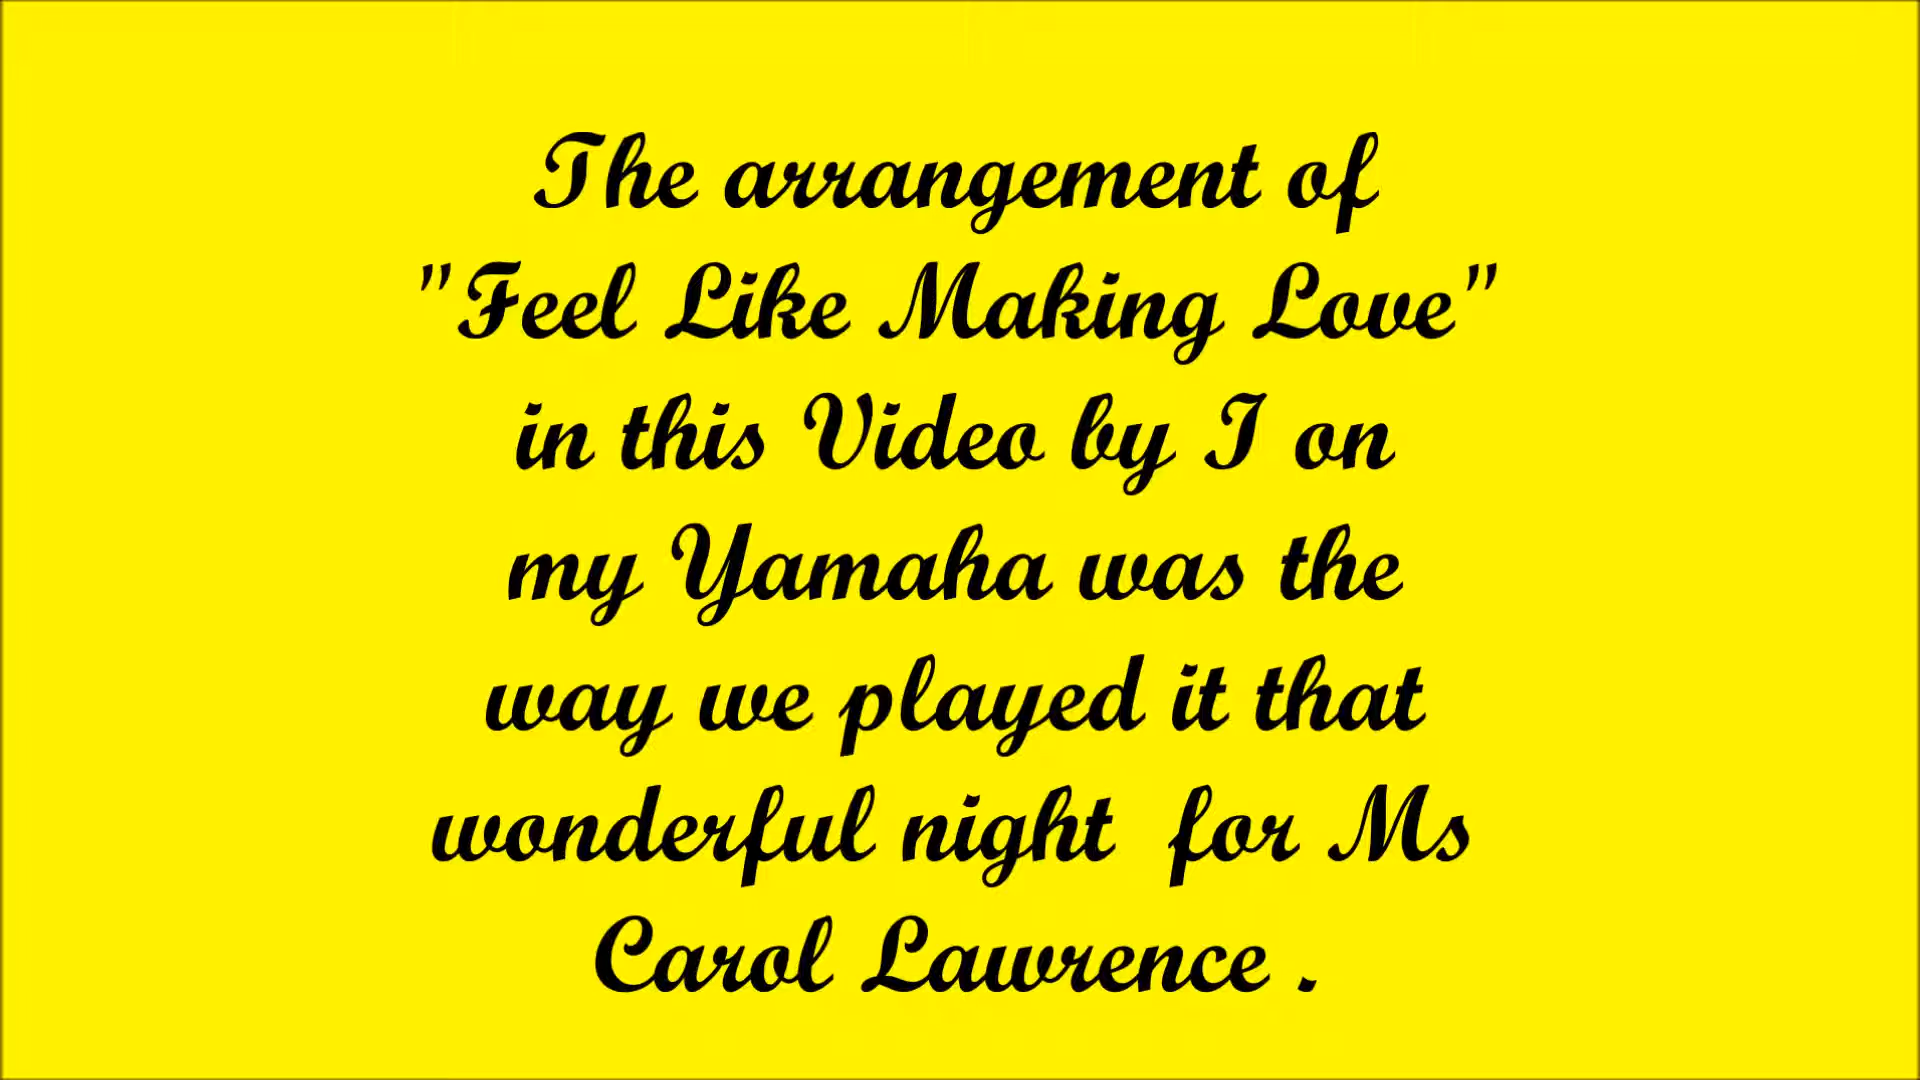 The arrangement of
"Feel Like Making Love"
in this Video by I on
my Yamaha was the
way we played it that
wonderful night  for Ms
Carol Lawrence .